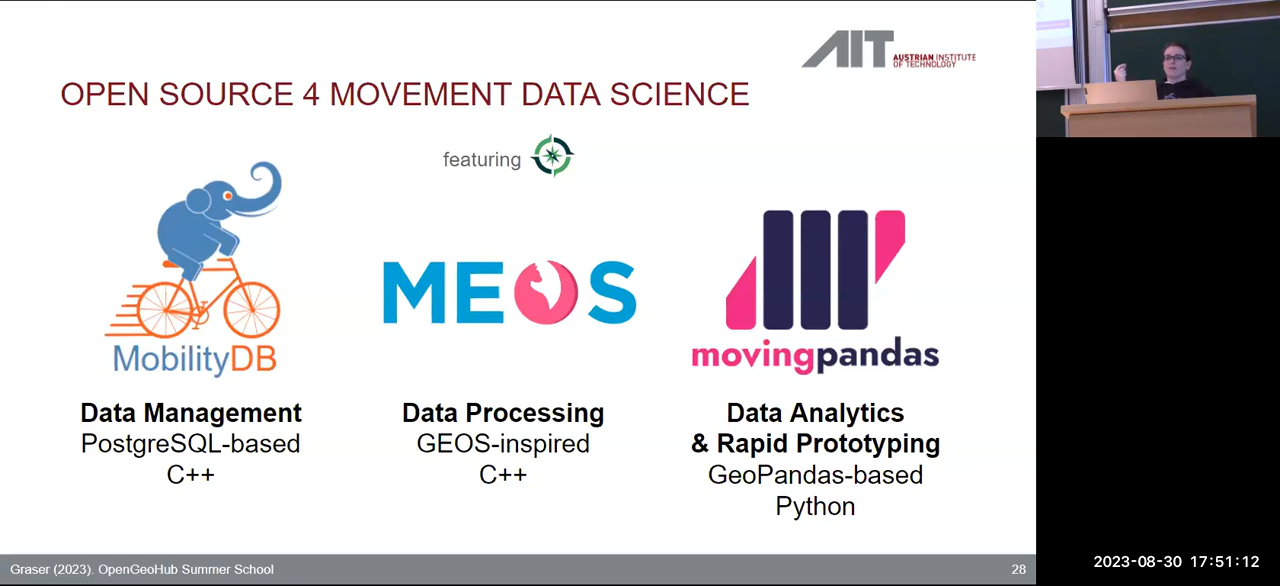 AIT AUSTRIAN INSTITUTE
OF TECHNOLOGY
OPEN SOURCE 4 MOVEMENT DATA SCIENCE
featuring
MobilityDB
MEOS
movingpandas
Data Management
PostgreSQL-based
C++
Data Processing
GEOS-inspired
C++
Data Analytics
& Rapid Prototyping
GeoPandas-based
Python
Graser (2023). OpenGeoHub Summer School
28
2023-08-30 17:51:12